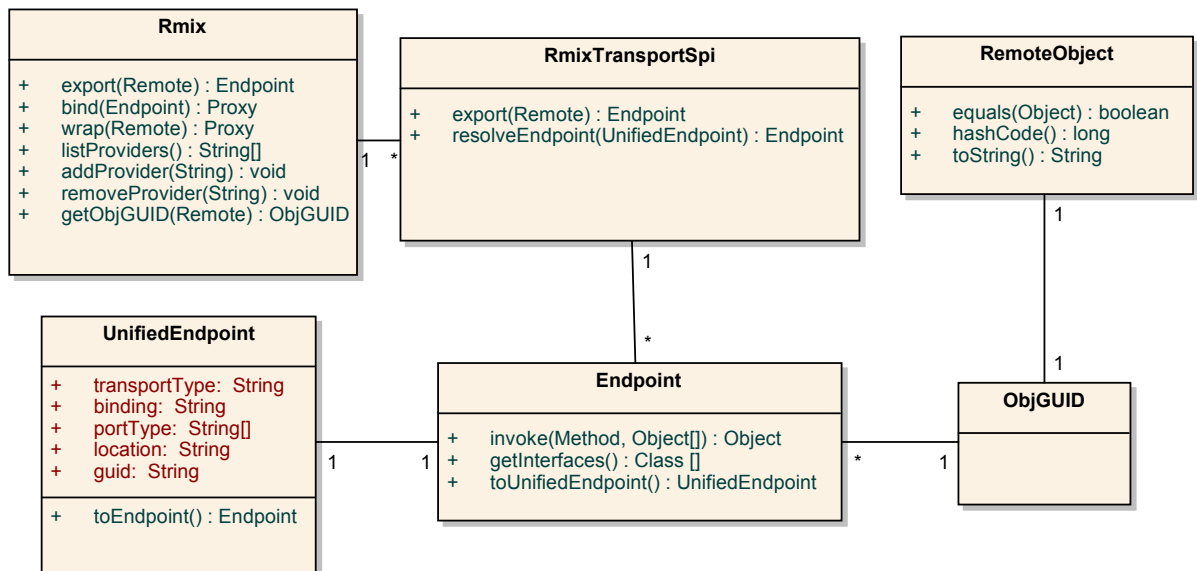 Rmix
+ export(Remote) : Endpoint
+ bind(Endpoint) : Proxy
+ wrap(Remote) : Proxy
+ listProviders() : String[]
+ addProvider(String) : void
+ removeProvider(String) : void
+ getObjGUID(Remote) : ObjGUID
1
*
RmixTransportSpi
+ export(Remote) : Endpoint
+ resolveEndpoint(UnifiedEndpoint) : Endpoint
1
*
RemoteObject
+ equals(Object) : boolean
+ hashCode() : long
+ toString() : String
1
1
UnifiedEndpoint
+ transportType: String
+ binding: String
+ portType: String[]
+ location: String
+ guid: String
+ toEndpoint() : Endpoint
1
1
Endpoint
+ invoke(Method, Object[]) : Object
+ getInterfaces() : Class []
+ toUnifiedEndpoint() : UnifiedEndpoint
*
1
ObjGUID